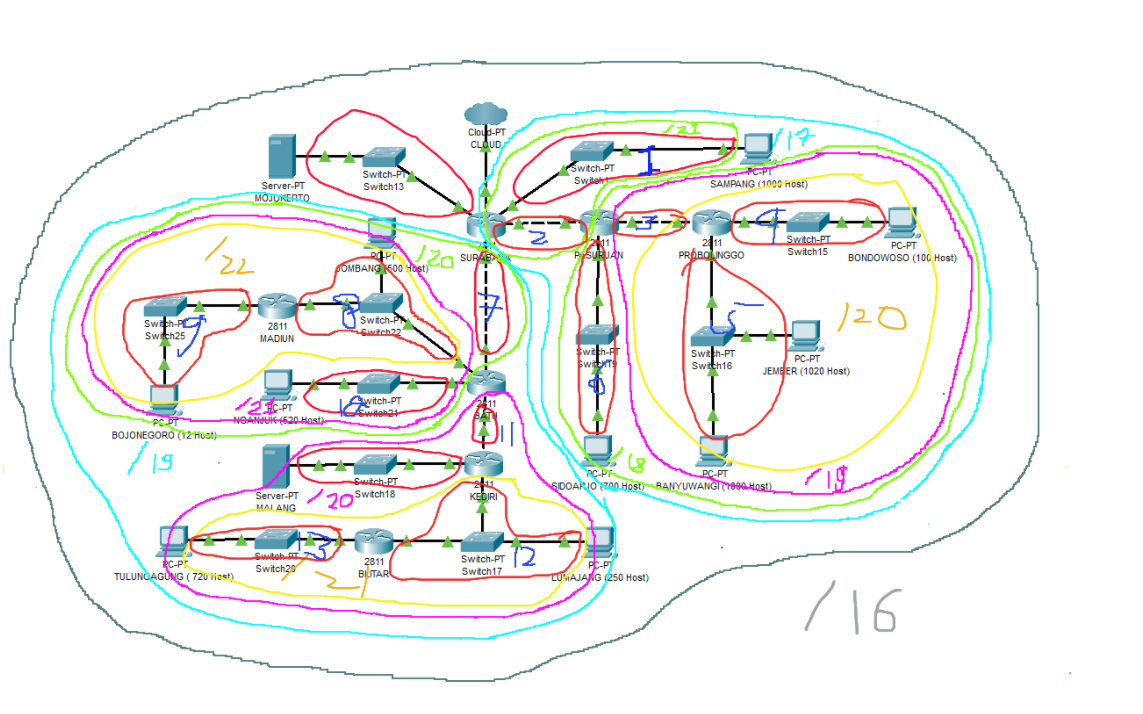 Cloud-PT
CLOUD
/21
/17
Switch-PT
1
PC-PT
SAMPANG (1000 Host)
Server-PT
MOJOKERTO
Switch-PT
Switch13
2
2811
PASURUAN
3
2811
PROBOLINGGO
4
Switch-PT
Switch15
PC-PT
BONDOWOSO (100 Host)
/22
PC-PT
JOMBANG (500 Host)
/20
SURABAYA
7
Switch-PT
Switch25
9
2811
MADIUN
8
Switch-PT
Switch22
Switch-PT
Switch19
6
5
Switch-PT
Switch16
PC-PT
JEMBER (1020 Host)
/20
PC-PT
BOJONEGORO (12 Host)
/21
PC-PT
NGANJUK (520 Host)
10
Switch-PT
Switch21
2811
BATU
11
/19
Server-PT
MALANG
/20
Switch-PT
Switch18
2811
KEDIRI
PC-PT
SIDOARJO (700 Host)
/18
PC-PT
BANYUWANGI (1000 Host)
/19
PC-PT
TULUNGAGUNG ( 720 Host)
Switch-PT
13
/21
2811
BLITAR
Switch-PT
Switch17
12
PC-PT
LUMAJANG (250 Host)
/16